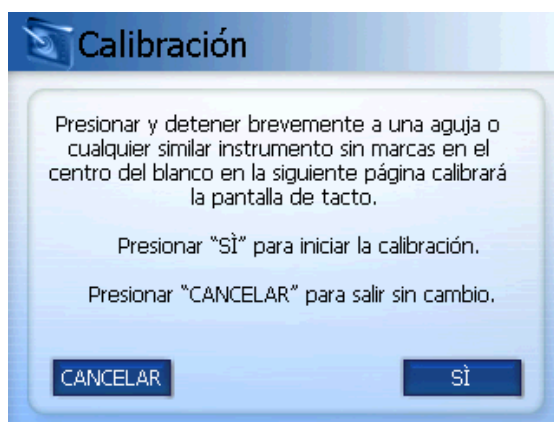 Calibración
Presionar y detener brevemente a una aguja o
cualquier similar instrumento sin marcas en el
centro del blanco en la siguiente página calibrará
la pantalla de tacto.
Presionar “SÌ” para iniciar la calibración.
Presionar “CANCELAR” para salir sin cambio.
CANCELAR
SÌ